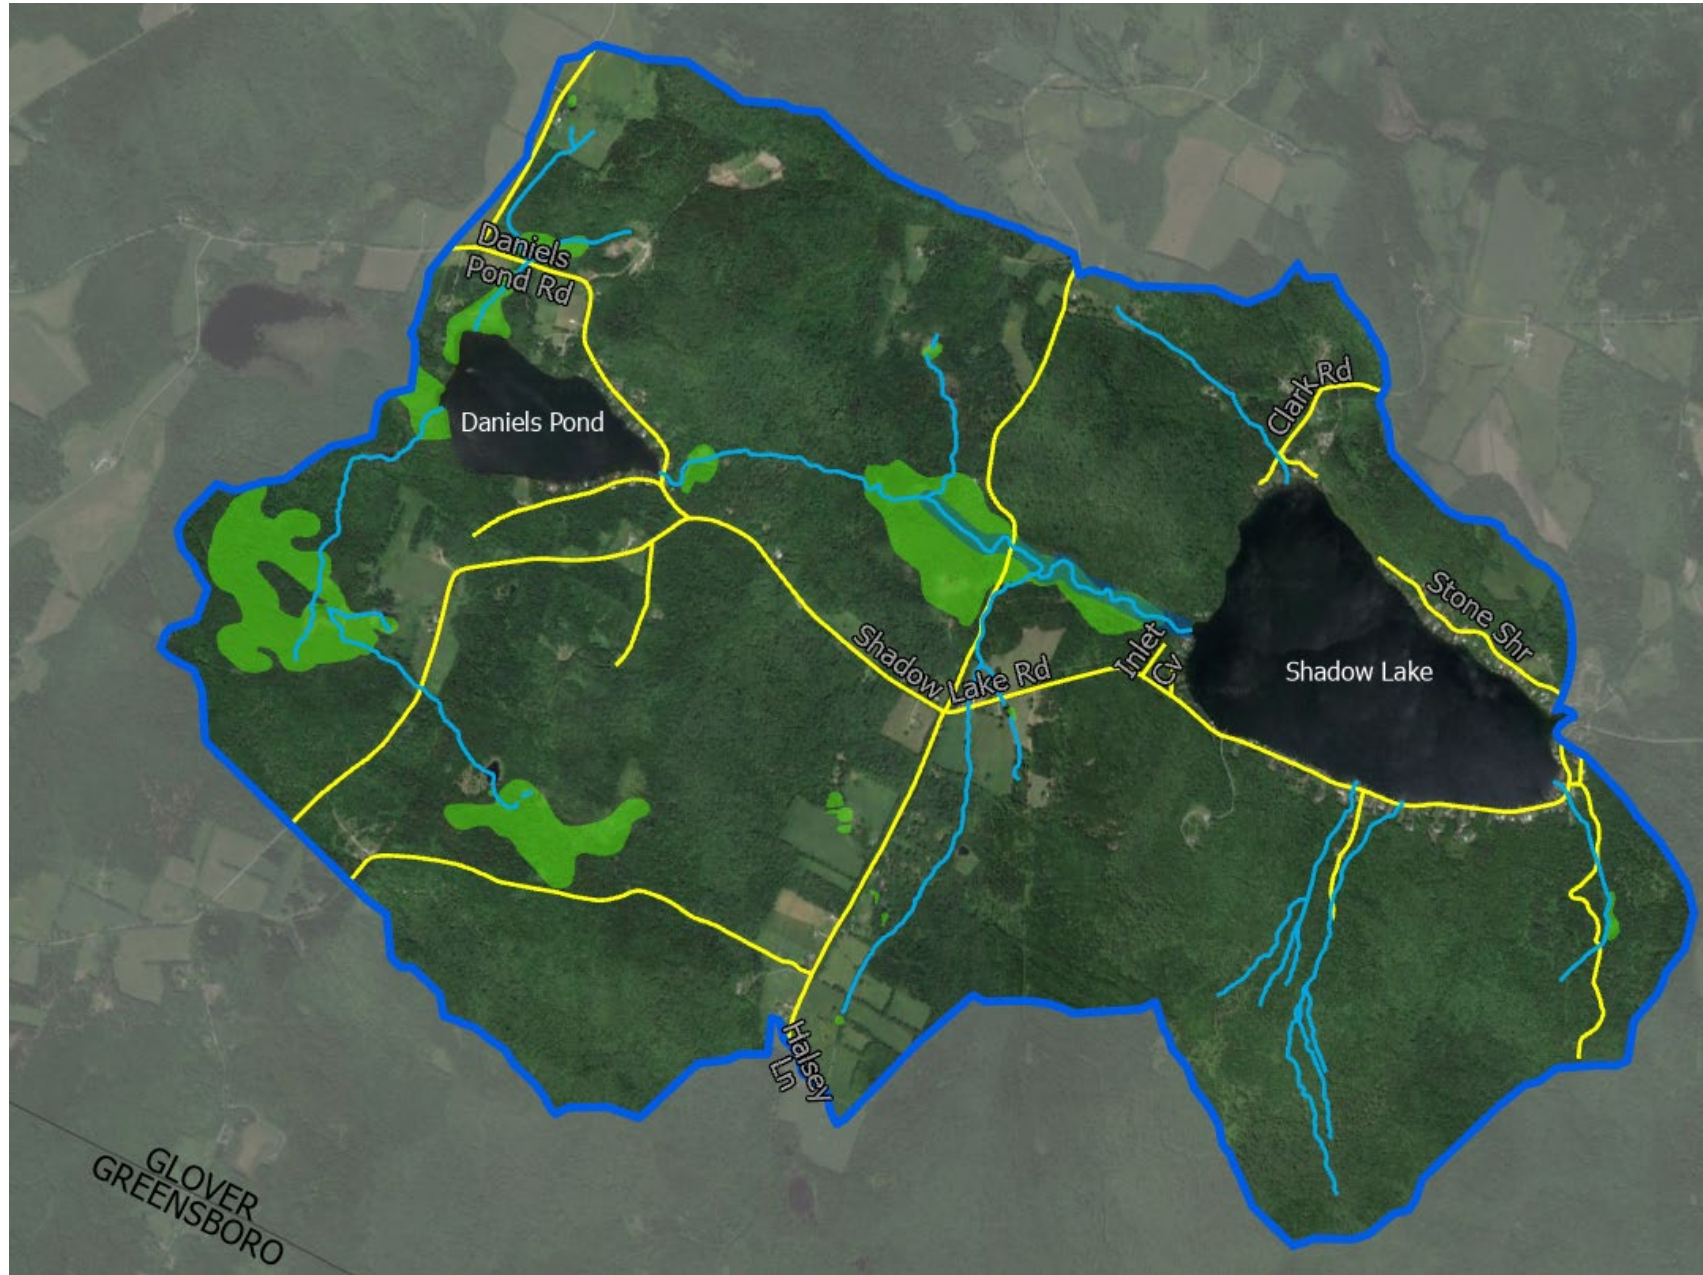 Daniels
Pond Rd
Clark Rd
Daniels Pond
Stone Shr
Shadow Lake Rd
Inlet
Cv
Shadow Lake
Halsey
Ln
GLOVER
GREENSBORO